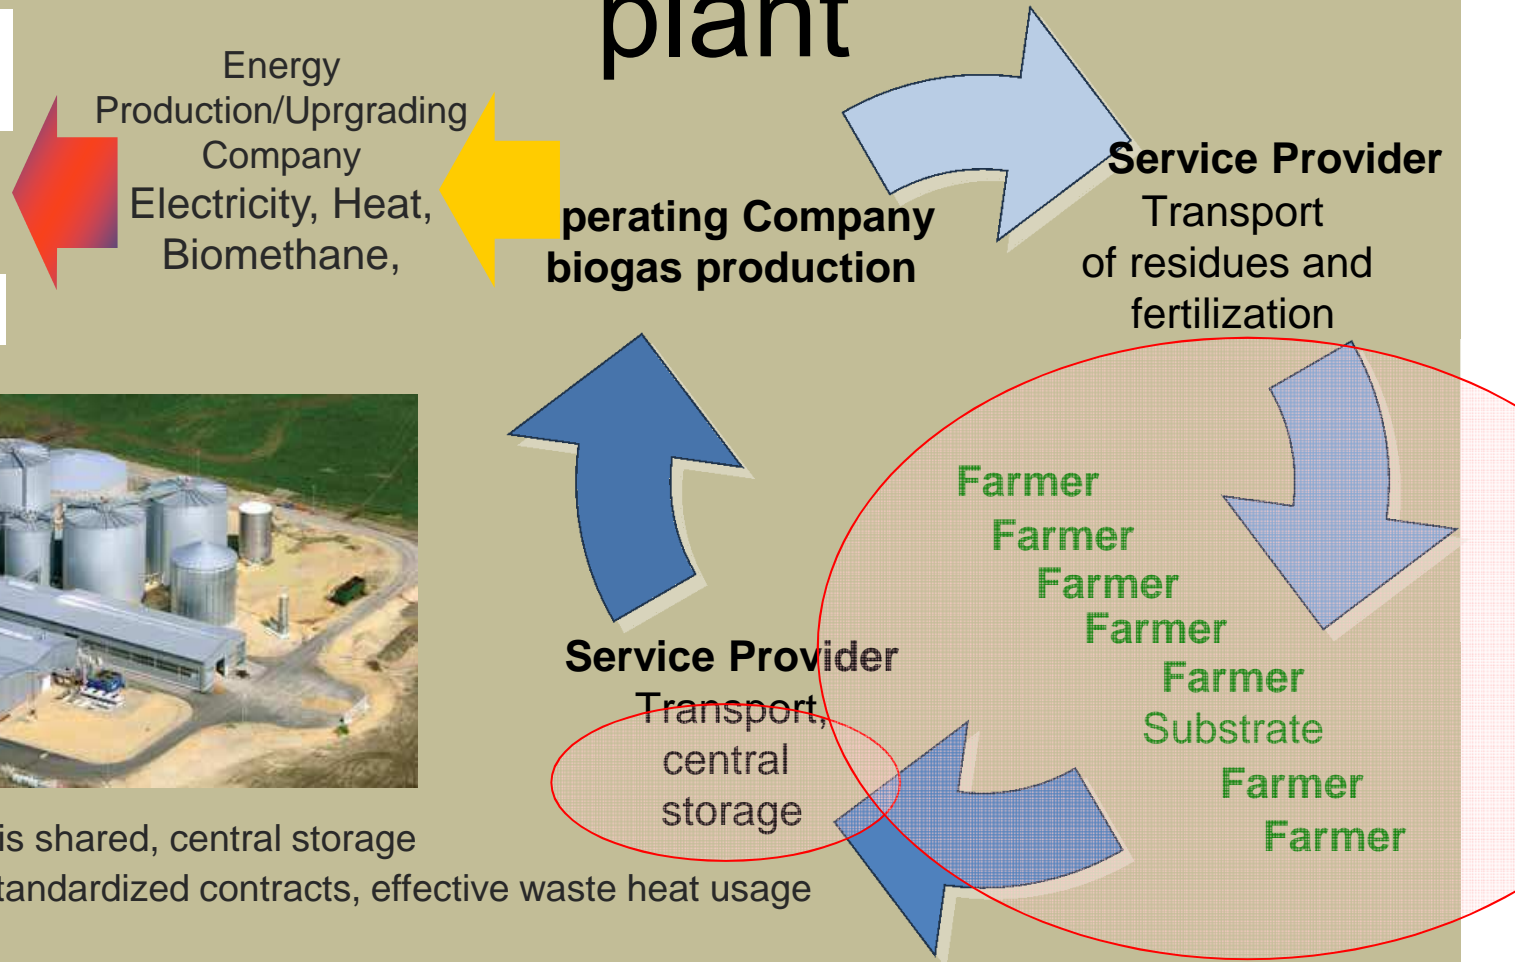 plant
Energy
Production/Uprgrading
Company
Electricity, Heat,
Biomethane,
perating Company
biogas production
Service Provider
Transport
of residues and
fertilization
Farmer
Farmer
Farmer
Farmer
Farmer
Substrate
Farmer
Farmer
Service Provider
Transport,
central
storage
is shared, central storage
tandardized contracts, effective waste heat usage